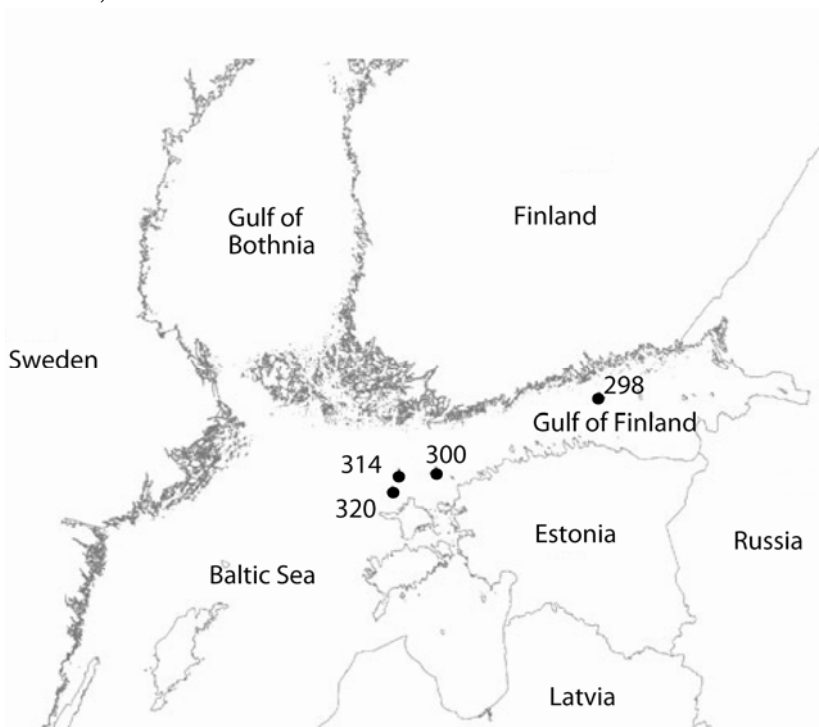 Gulf of
Bothnia
Finland
Sweden
298
Gulf of Finland
314
300
320
Estonia
Russia
Baltic Sea
Latvia